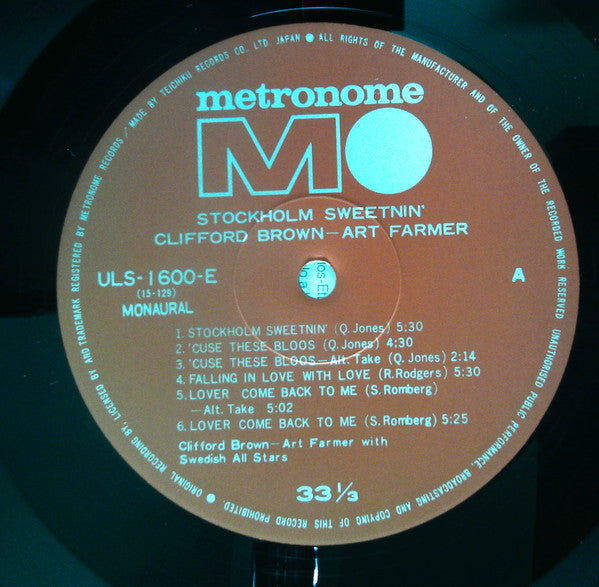 ORIGINAL RECORDING BY, LICENSED BY AND TRADEMARK REGISTERED BY METRONOME RECORDS / MADE BY TEICHIKU RECORDS CO. LTD. JAPAN ● ALL RIGHTS OF THE MANUFACTURER AND OF THE OWNER OF THE RECORDED WORK RESERVED UNAUTHORISED PUBLIC PERFORMANCE, BROADCASTING AND COPYING OF THIS RECORD PROHIBITED. ●
metronome
MO
STOCKHOLM SWEETNIN'
CLIFFORD BROWN—ART FARMER
ULS-1600-E
(15-129)
MONAURAL
A
1. STOCKHOLM SWEETNIN' (Q. Jones) 5:30
2. 'CUSE THESE BLOOS (Q. Jones) 4:30
3. 'CUSE THESE BLOOS—Alt. Take (Q. Jones) 2:14
4. FALLING IN LOVE WITH LOVE (R. Rodgers) 5:30
5. LOVER COME BACK TO ME (S. Romberg)
—Alt. Take 5:02
6. LOVER COME BACK TO ME (S. Romberg) 5:25
Clifford Brown—Art Farmer with
Swedish All Stars
33 1/3